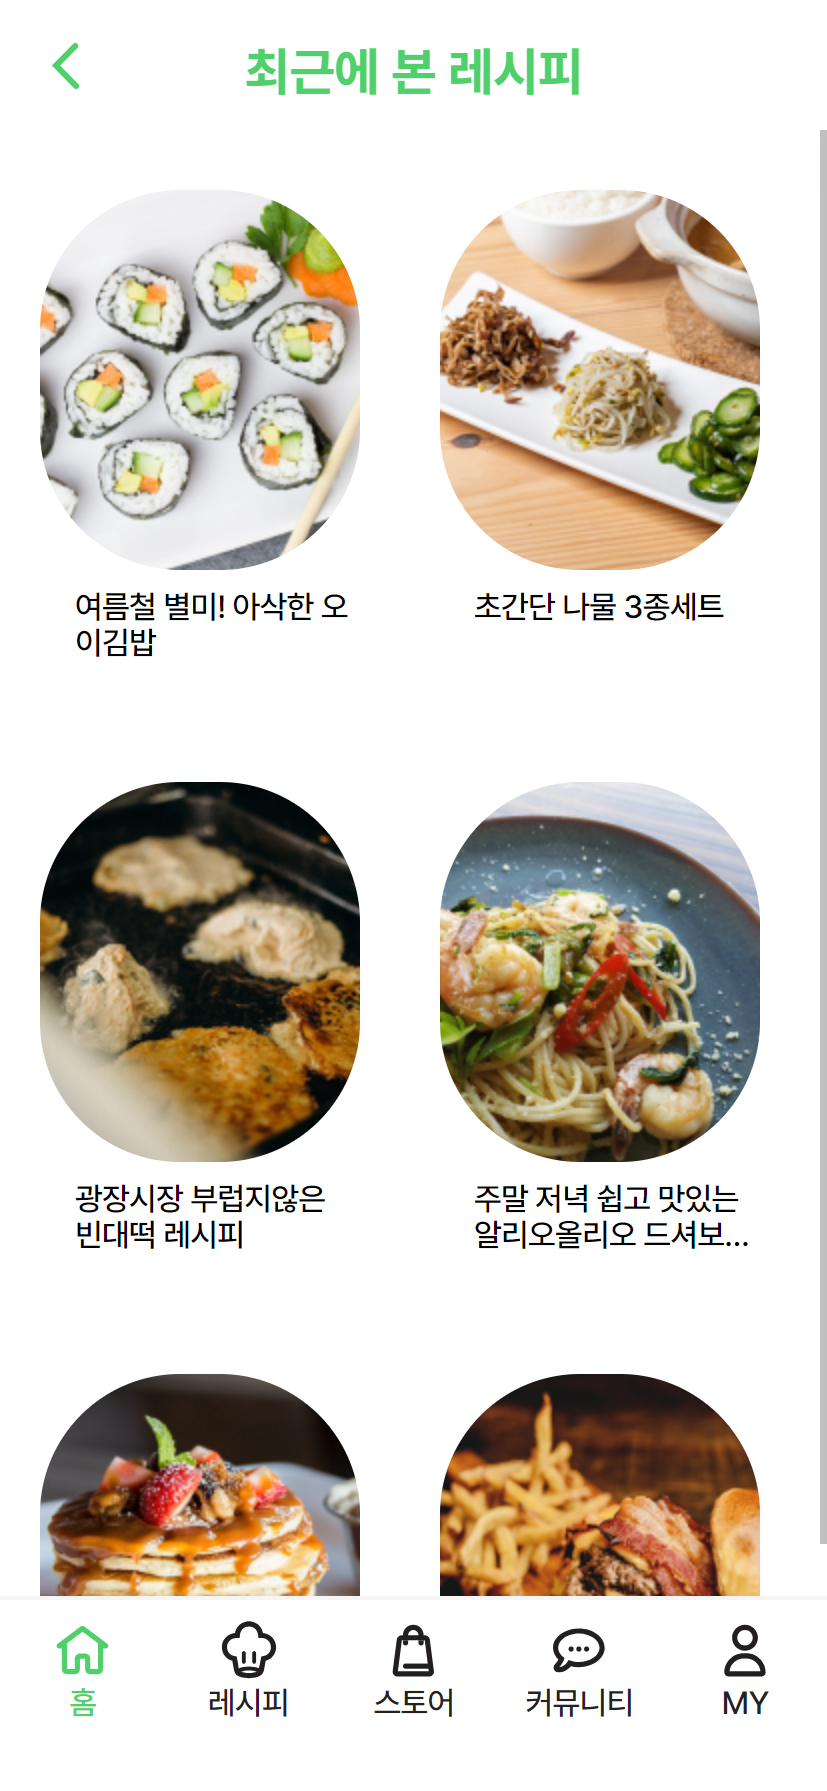 최근에 본 레시피
여름철 별미! 아삭한 오
이김밥
초간단 나물 3종세트
광장시장 부럽지않은
빈대떡 레시피
주말 저녁 쉽고 맛있는
알리오올리오 드셔보...
홈
레시피
스토어
커뮤니티
MY